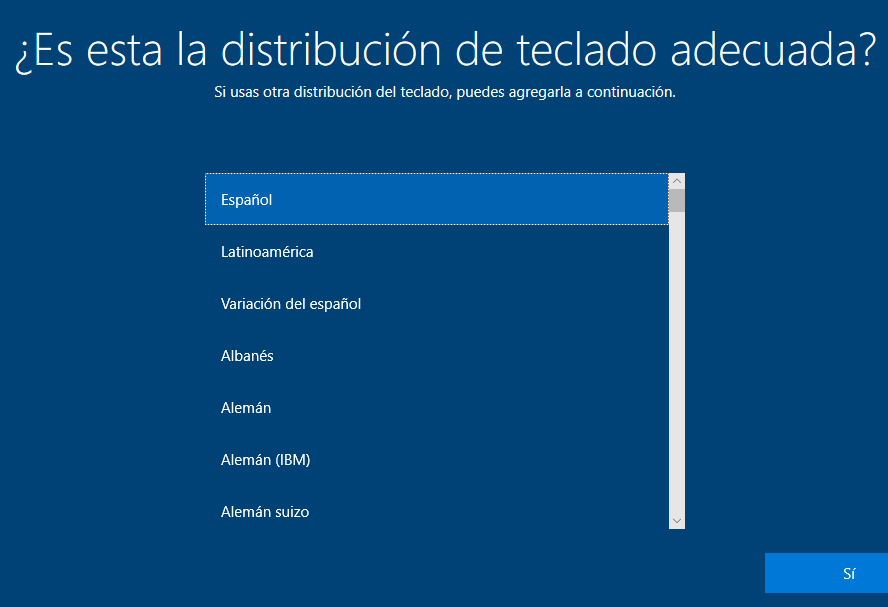 ¿Es esta la distribución de teclado adecuada?
Si usas otra distribución del teclado, puedes agregarla a continuación.
Español
Latinoamérica
Variación del español
Albanés
Alemán
Alemán (IBM)
Alemán suizo
Sí